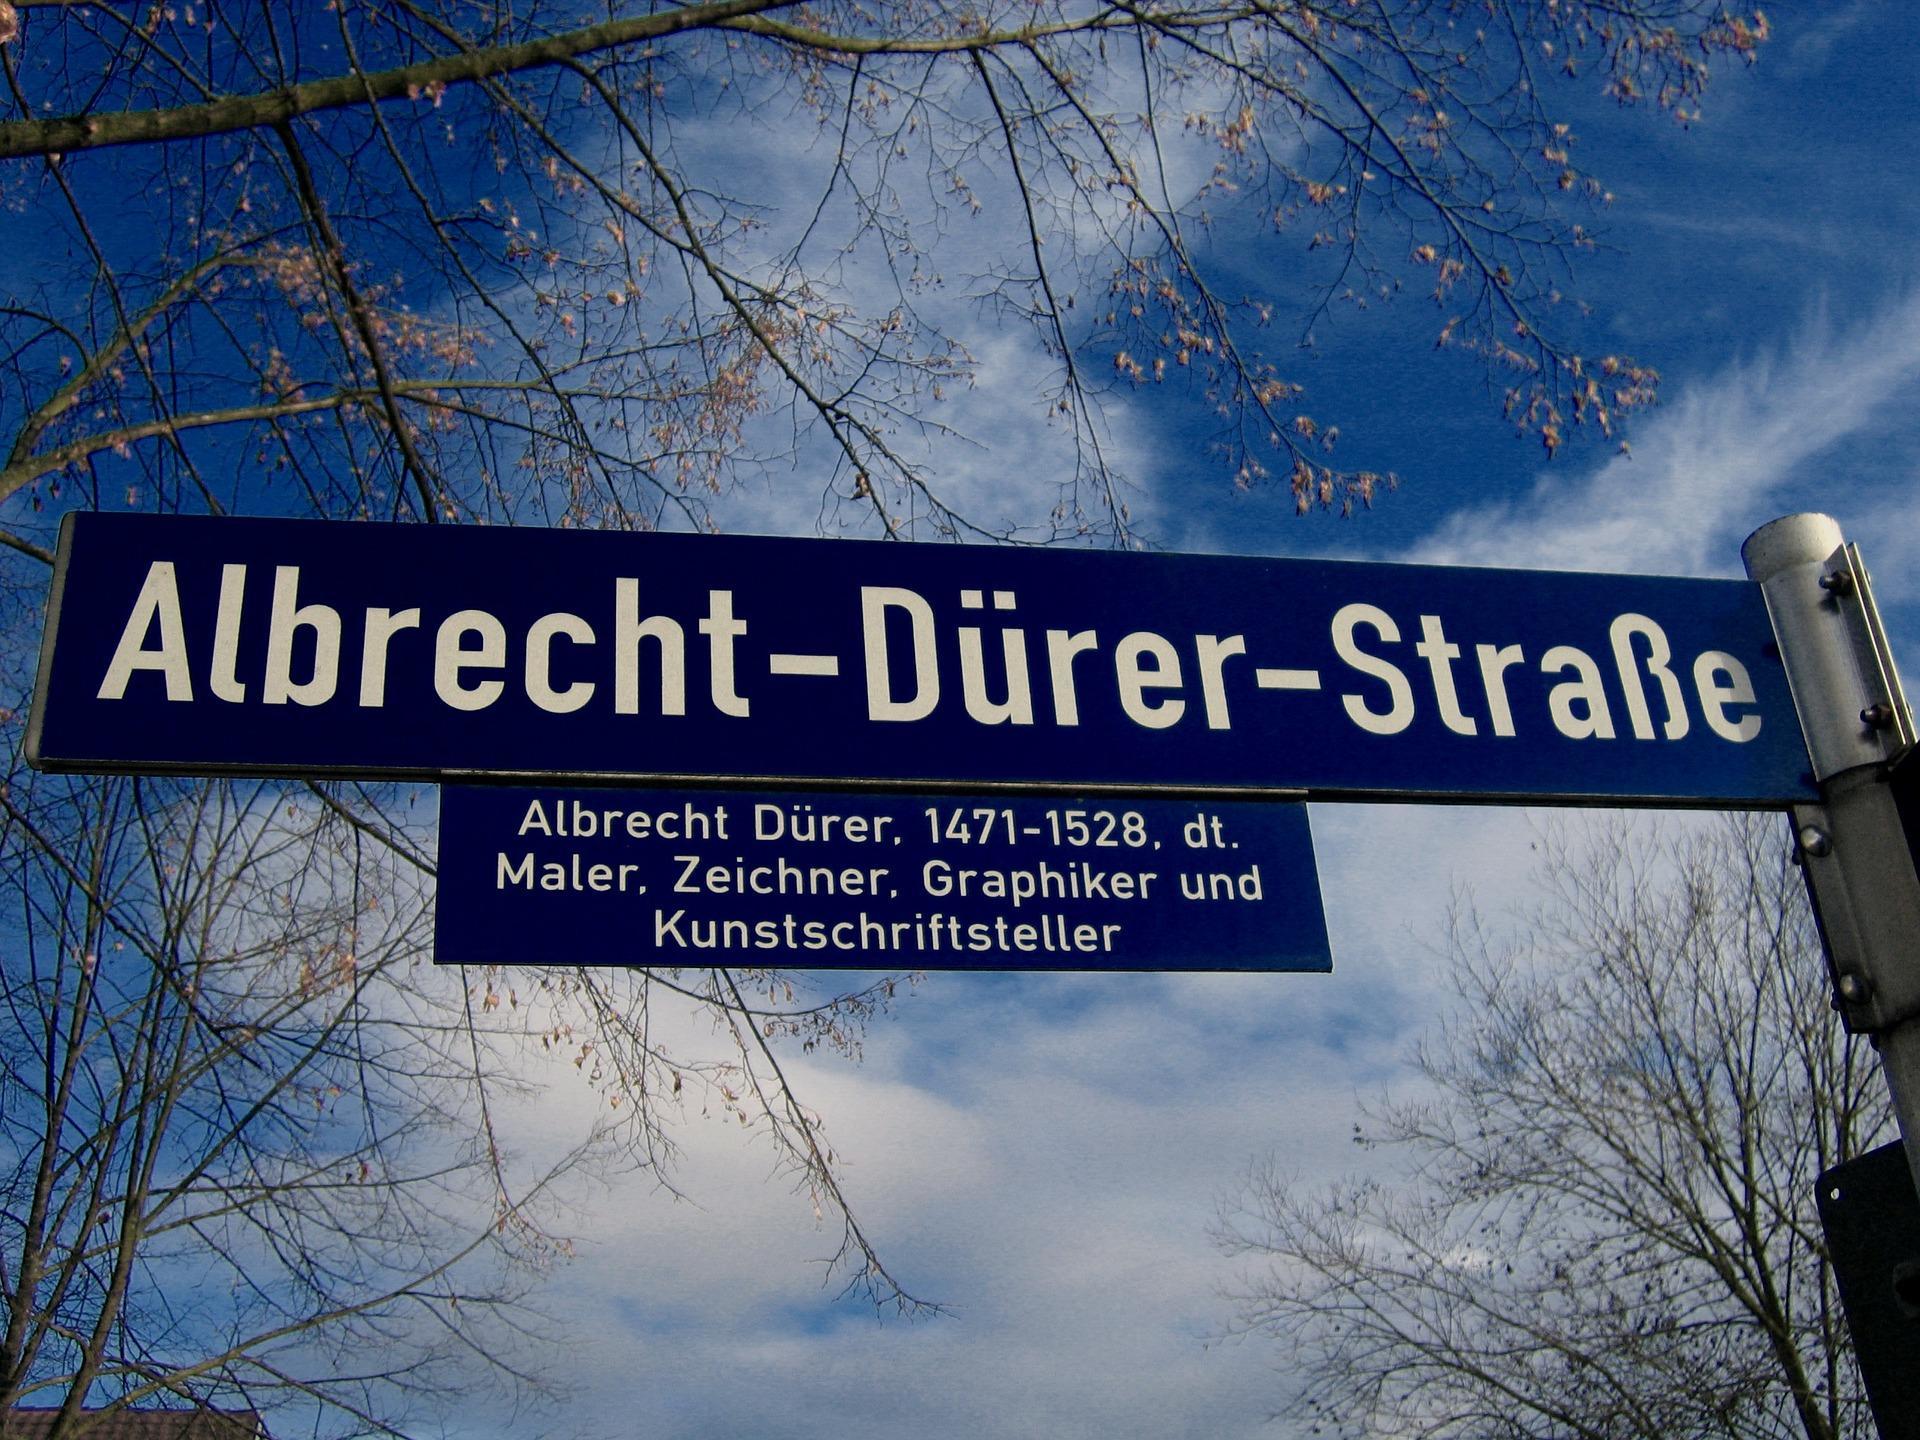 Albrecht-Dürer-Straße
Albrecht Dürer, 1471-1528, dt.
Maler, Zeichner, Graphiker und
Kunstschriftsteller